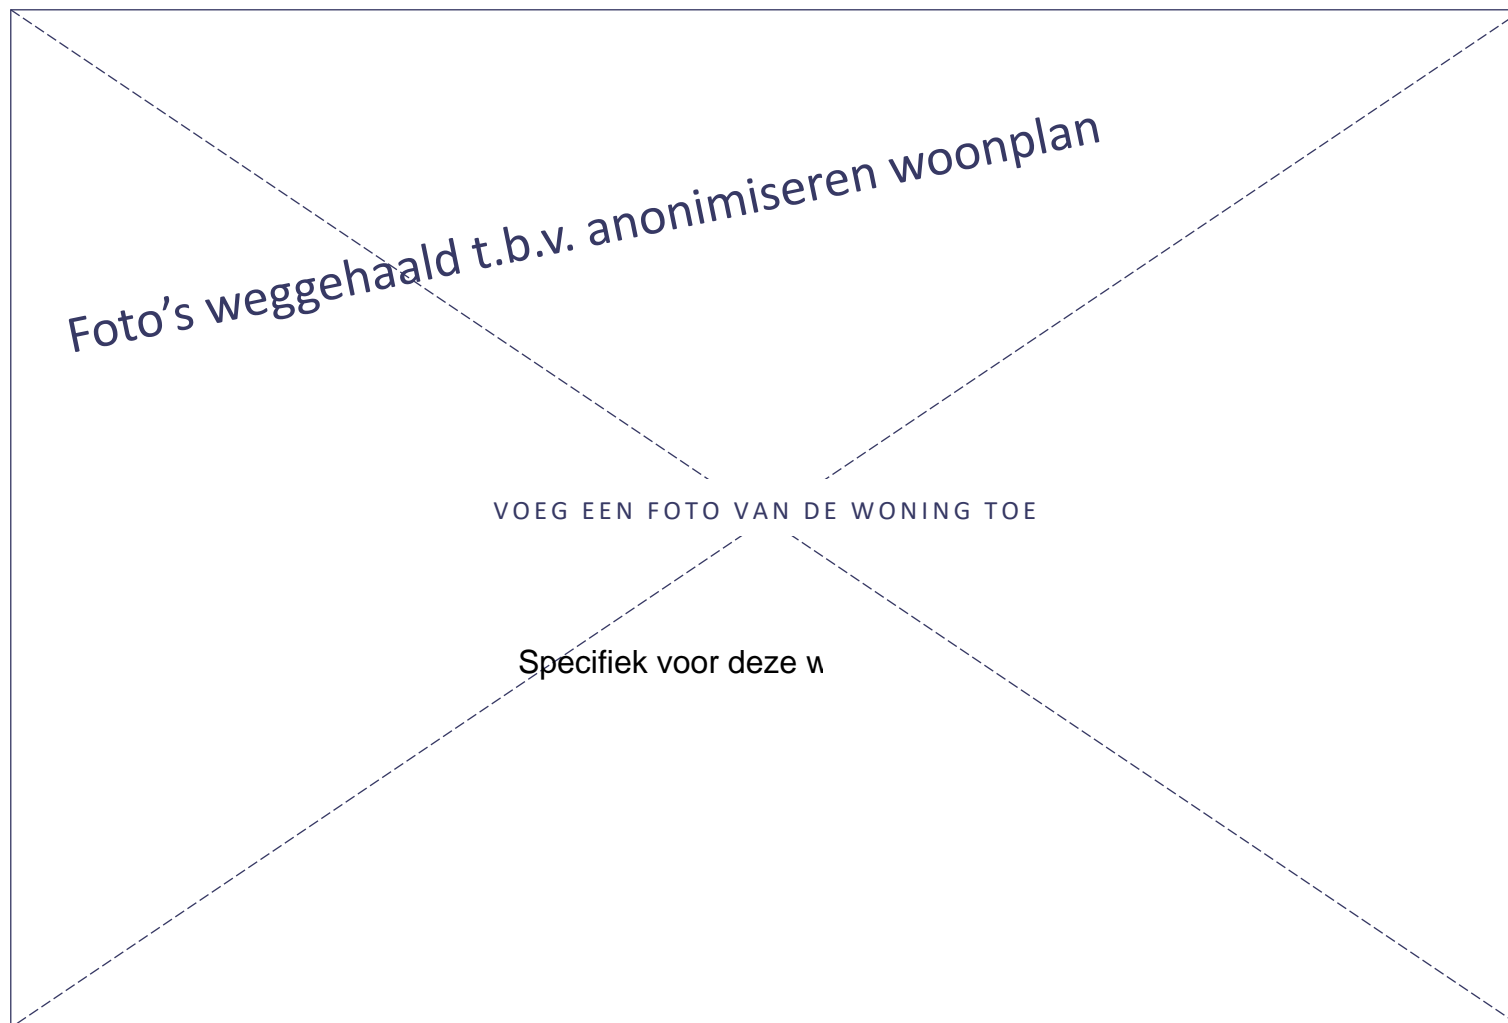 Foto’s weggehaald t.b.v. anonimiseren woonplan
VOEG EEN FOTO VAN DE WONING TOE
Specifiek voor deze